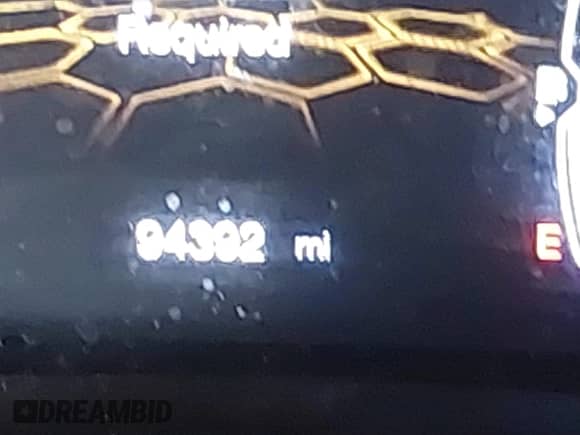 Required
94392 mi
E
DREAMBID